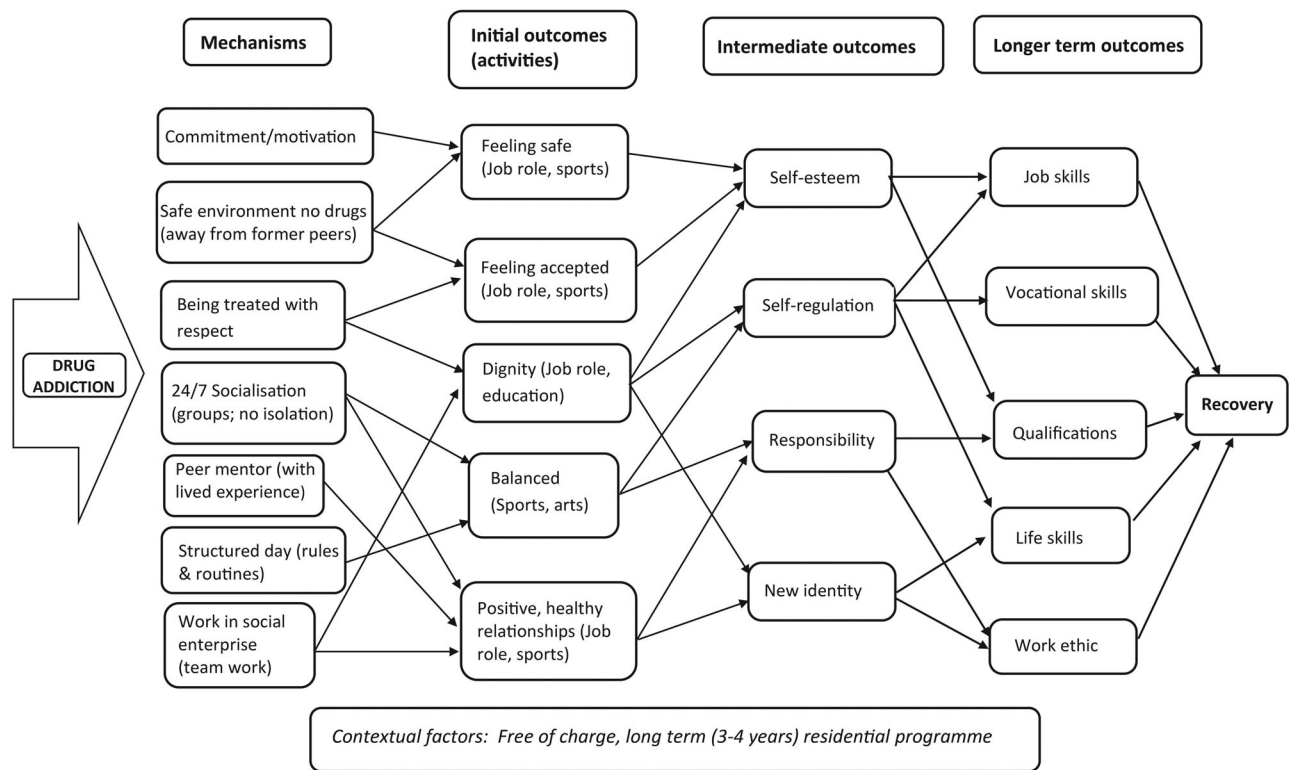 Mechanisms
Initial outcomes
(activities)
Intermediate outcomes
Longer term outcomes
DRUG
ADDICTION
Commitment/motivation
Safe environment no drugs
(away from former peers)
Being treated with
respect
24/7 Socialisation
(groups; no isolation)
Peer mentor (with
lived experience)
Structured day (rules
& routines)
Work in social
enterprise
(team work)
Feeling safe
(Job role, sports)
Feeling accepted
(Job role, sports)
Dignity (Job role,
education)
Balanced
(Sports, arts)
Positive, healthy
relationships (Job
role, sports)
Self-esteem
Self-regulation
Responsibility
New identity
Job skills
Vocational skills
Qualifications
Life skills
Work ethic
Recovery
Contextual factors: Free of charge, long term (3-4 years) residential programme